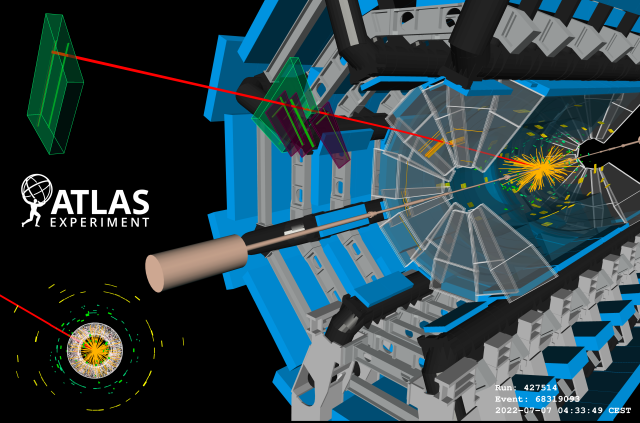 ATLAS
EXPERIMENT
Run: 427514
Event: 68319093
2022-07-07 04:33:49 CEST